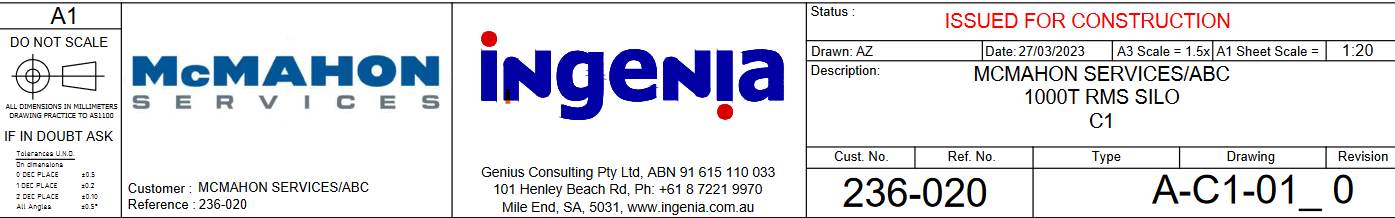 A1
DO NOT SCALE
ALL DIMENSIONS IN MILLIMETERS
DRAWING PRACTICE TO AS1100
IF IN DOUBT ASK
Tolerances U.N.O.
On dimensions
0 DEC PLACE ±0.5
1 DEC PLACE ±0.2
2 DEC PLACE ±0.10
All Angles ±0.5°
McMAHON
SERVICES
Customer : MCMAHON SERVICES/ABC
Reference : 236-020
ingenia
Genius Consulting Pty Ltd, ABN 91 615 110 033
101 Henley Beach Rd, Ph: +61 8 7221 9970
Mile End, SA, 5031, www.ingenia.com.au
Status :
ISSUED FOR CONSTRUCTION
Drawn: AZ Date: 27/03/2023 A3 Scale = 1.5x A1 Sheet Scale = 1:20
Description:
MCMAHON SERVICES/ABC
1000T RMS SILO
C1
Cust. No. Ref. No. Type Drawing Revision
236-020 A-C1-01_ 0